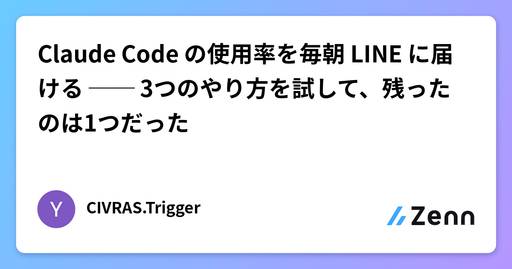 Claude Code の使用率を毎朝 LINE に届
ける ─── 3つのやり方を試して、残った
のは1つだった
Y
CIVRAS.Trigger
Zenn